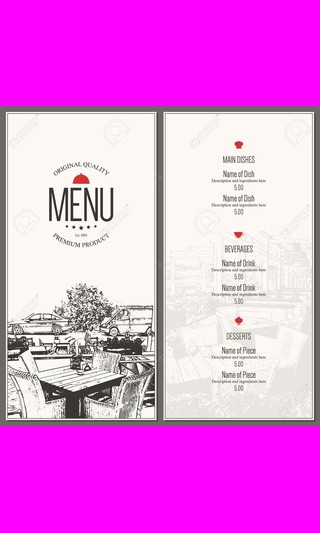 ORIGINAL QUALITY
MENU
Est. 2015
PREMIUM PRODUCT
MAIN DISHES
Name of Dish
Description and ingredients here
5.00
Name of Dish
Description and ingredients here
5.00
BEVERAGES
Name of Drink
Description and ingredients here
5.00
Name of Drink
Description and ingredients here
5.00
DESSERTS
Name of Piece
Description and ingredients here
5.00
Name of Piece
Description and ingredients here
5.00